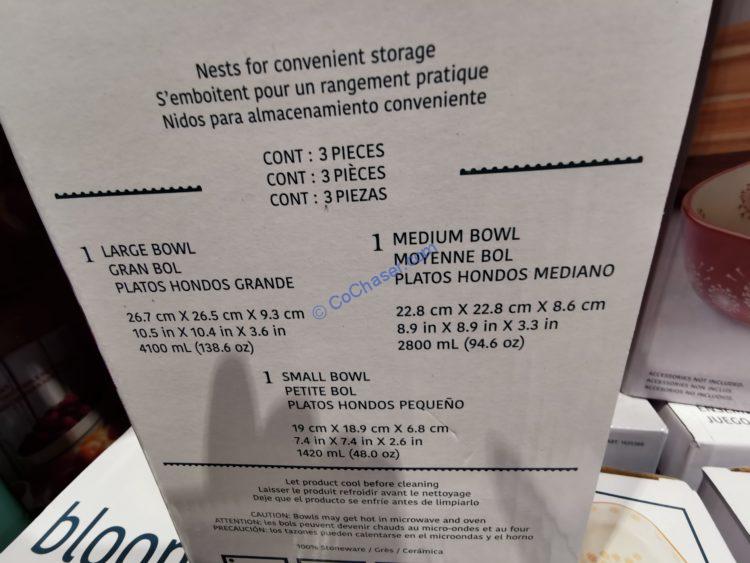 Nests for convenient storage
S'emboitent pour un rangement pratique
Nidos para almacenamiento conveniente
CONT : 3 PIECES
CONT : 3 PIÈCES
CONT : 3 PIEZAS
1 LARGE BOWL
GRAN BOL
PLATOS HONDOS GRANDE
26.7 cm X 26.5 cm X 9.3 cm
10.5 in X 10.4 in X 3.6 in
4100 mL (138.6 oz)
1 MEDIUM BOWL
MOYENNE BOL
PLATOS HONDOS MEDIANO
22.8 cm X 22.8 cm X 8.6 cm
8.9 in X 8.9 in X 3.3 in
2800 mL (94.6 oz)
© CoChaser.com
1 SMALL BOWL
PETITE BOL
PLATOS HONDOS PEQUEÑO
19 cm X 18.9 cm X 6.8 cm
7.4 in X 7.4 in X 2.6 in
1420 mL (48.0 oz)
Let product cool before cleaning
Laisser le produit refroidir avant le nettoyage
Deje que el producto se enfríe antes de limpiarlo
CAUTION: Bowls may get hot in microwave and oven
ATTENTION: les bols peuvent devenir chauds au micro-ondes et au four
PRECAUCIÓN: los tazones pueden calentarse en el microondas y el horno
100% Stoneware / Grès / Cerámica
ACCESSORIES NOT INCLUDED.
ACCESSOIRES NON INCLUS.
ACCESORIOS NO INCLUIDOS.
JUEGO
bloom